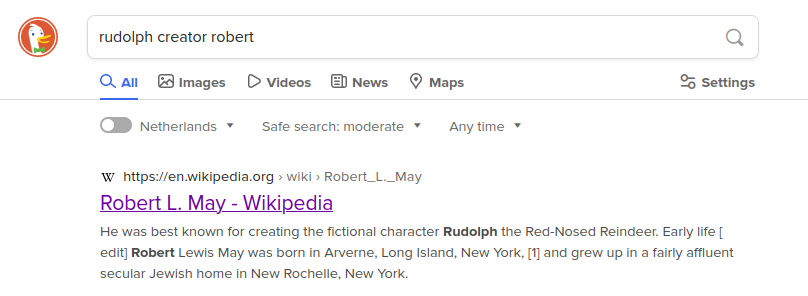 rudolph creator robert
All Images Videos News Maps Settings
Netherlands Safe search: moderate Any time
W https://en.wikipedia.org › wiki › Robert_L._May
Robert L. May - Wikipedia
He was best known for creating the fictional character Rudolph the Red-Nosed Reindeer. Early life [
edit] Robert Lewis May was born in Arverne, Long Island, New York, [1] and grew up in a fairly affluent
secular Jewish home in New Rochelle, New York.